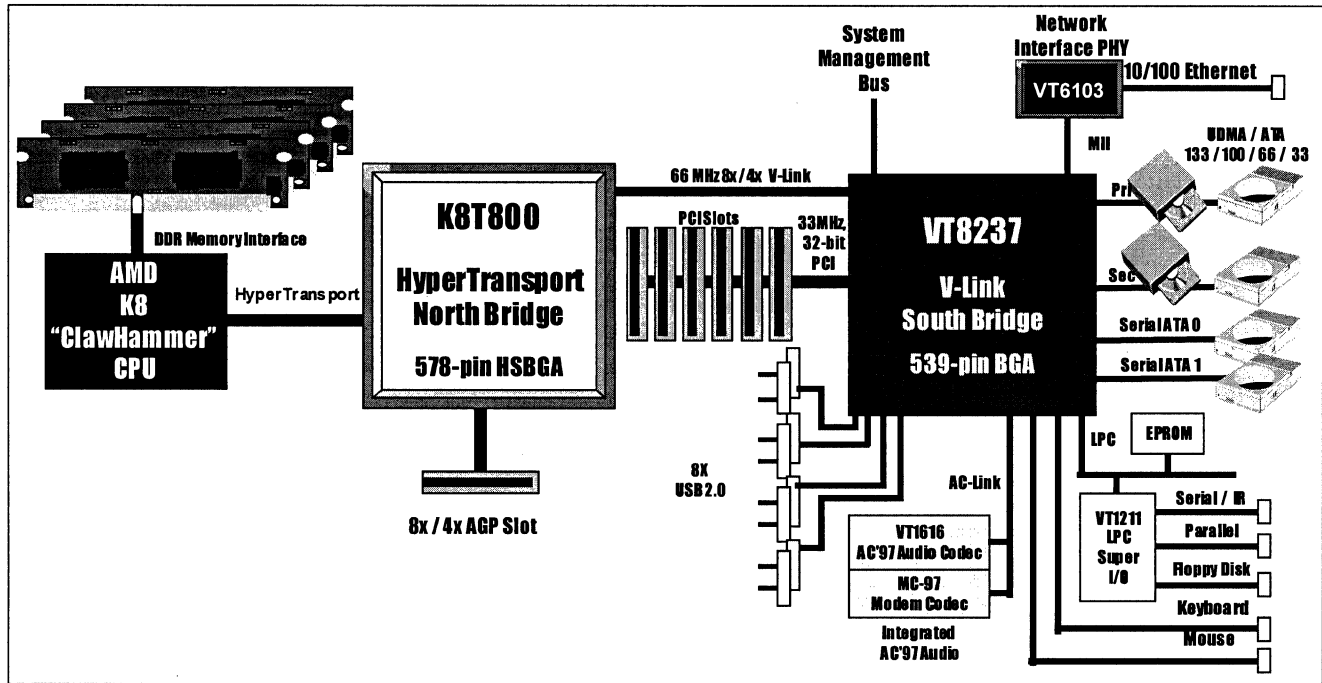 System
Management
Bus
Network
Interface PHY
VT6103
10/100 Ethernet
MII
UDMA / ATA
133 / 100 / 66 / 33
DDR Memory Interface
AMD
K8
“ClawHammer”
CPU
HyperTransport
K8T800
HyperTransport
North Bridge
578-pin HSBGA
8x / 4x AGP Slot
66 MHz 8x / 4x V-Link
PCI Slots
33MHz,
32-bit
PCI
VT8237
V-Link
South Bridge
539-pin BGA
Pri
Sec
Serial ATA 0
Serial ATA 1
8X
USB 2.0
AC-Link
VT1616
AC'97 Audio Codec
MC-97
Modem Codec
Integrated
AC'97 Audio
LPC
EPROM
VT1211
LPC
Super
I/O
Serial / IR
Parallel
Floppy Disk
Keyboard
Mouse